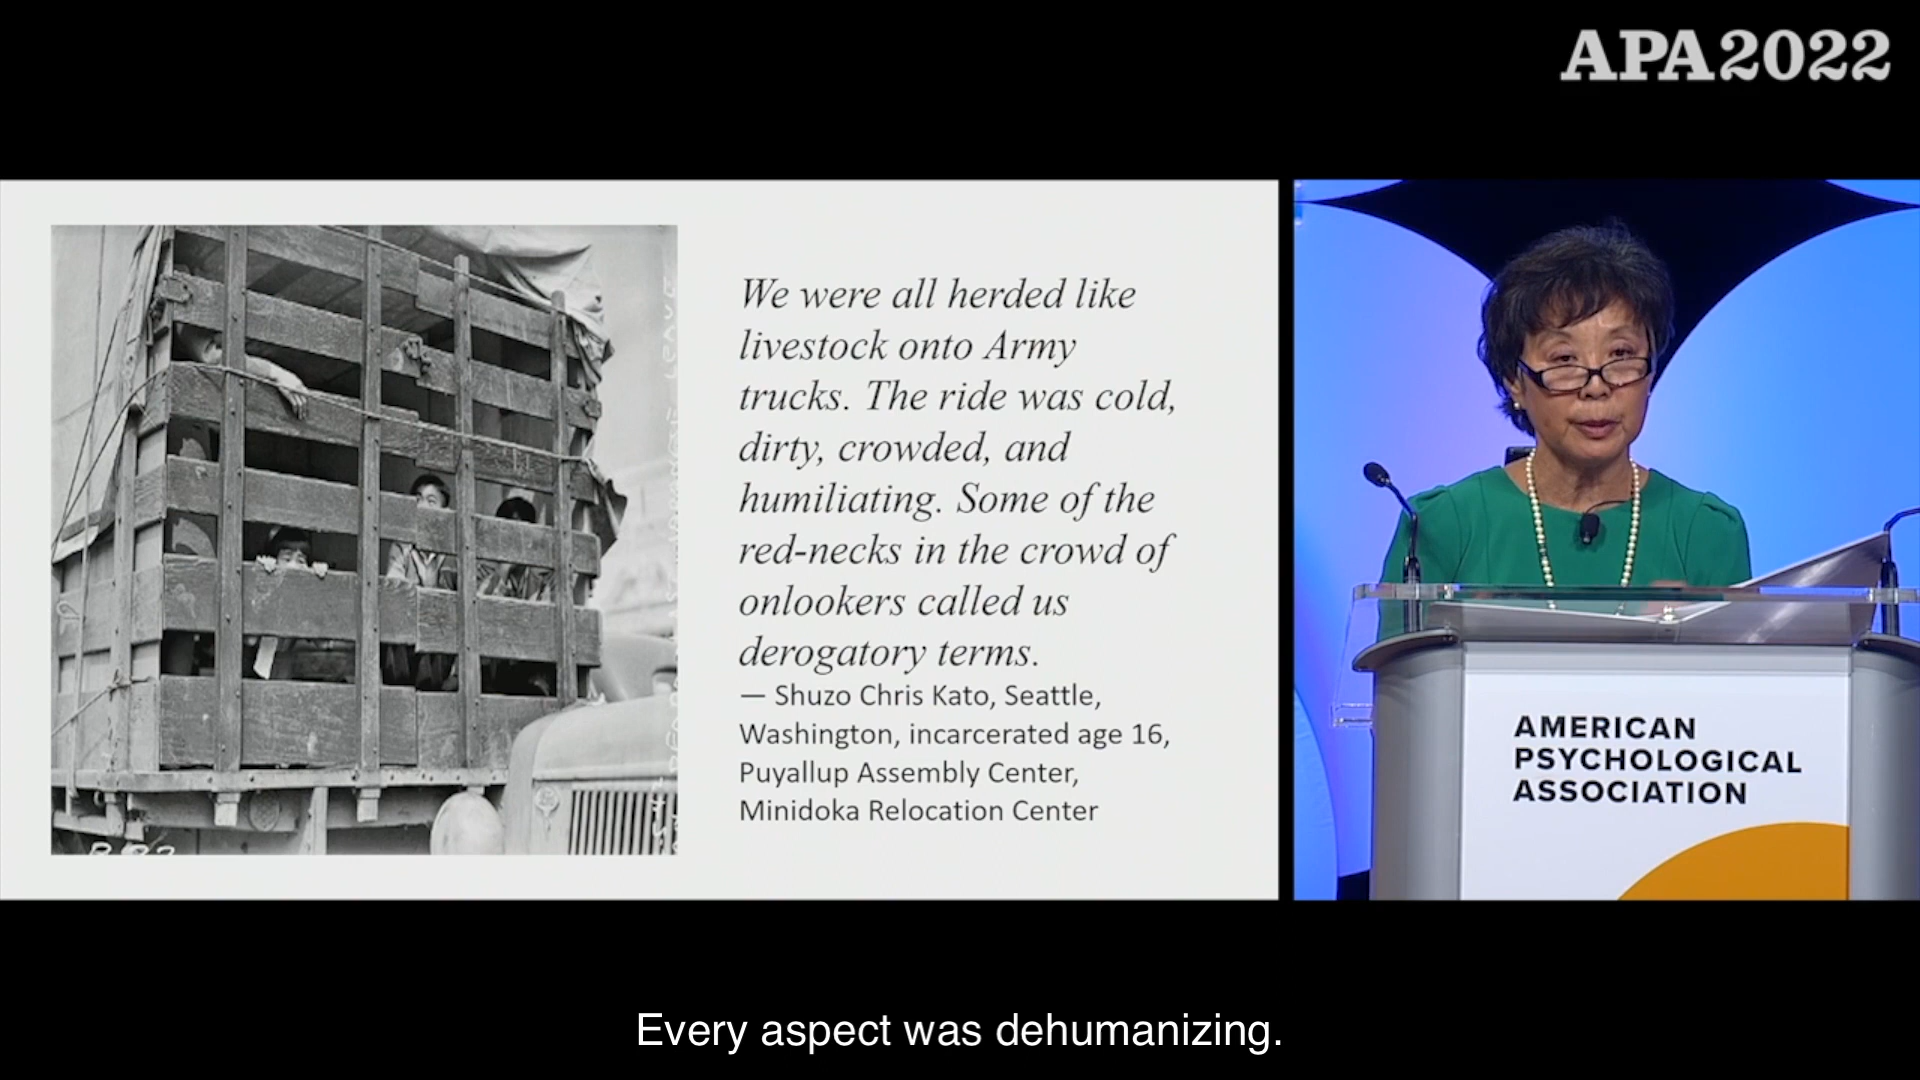 APA2022
We were all herded like
livestock onto Army
trucks. The ride was cold,
dirty, crowded, and
humiliating. Some of the
red-necks in the crowd of
onlookers called us
derogatory terms.
— Shuzo Chris Kato, Seattle,
Washington, incarcerated age 16,
Puyallup Assembly Center,
Minidoka Relocation Center
AMERICAN
PSYCHOLOGICAL
ASSOCIATION
Every aspect was dehumanizing.